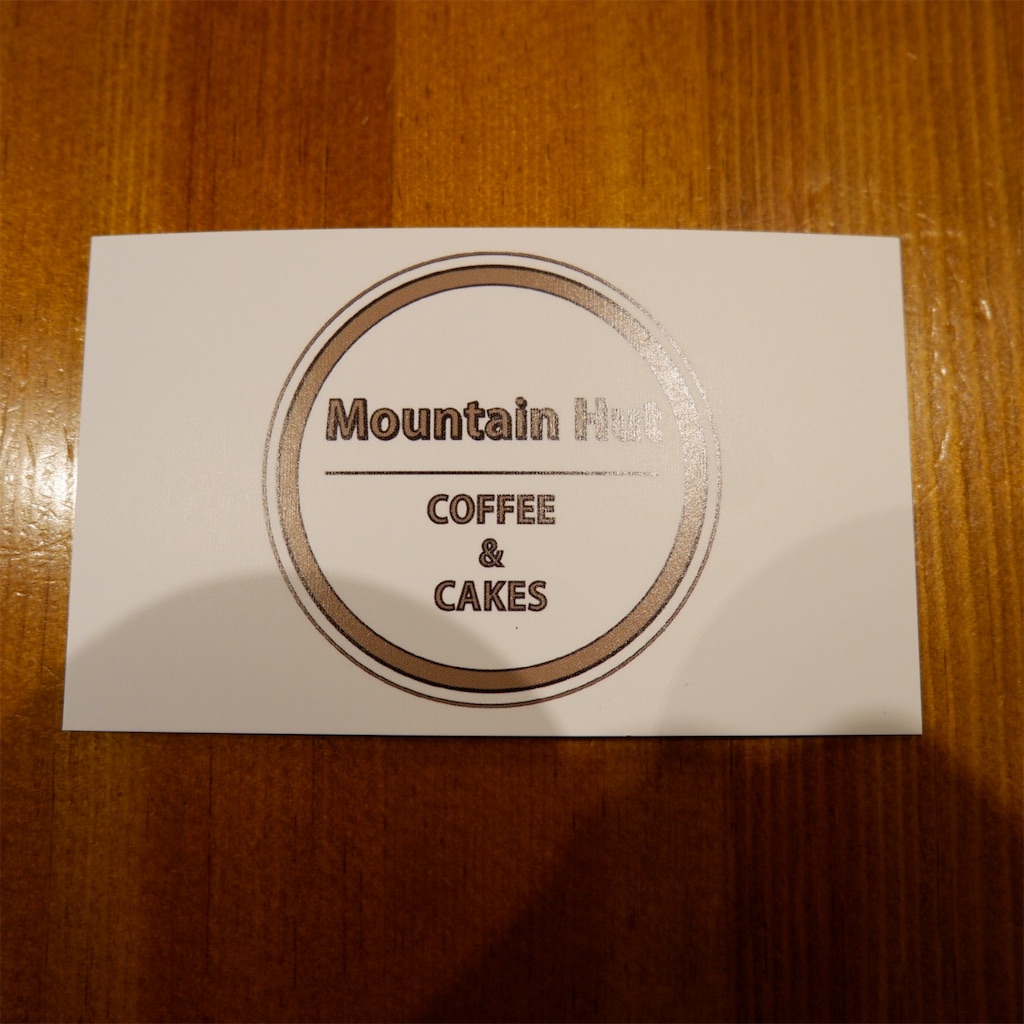 Mountain Hut
COFFEE
&
CAKES